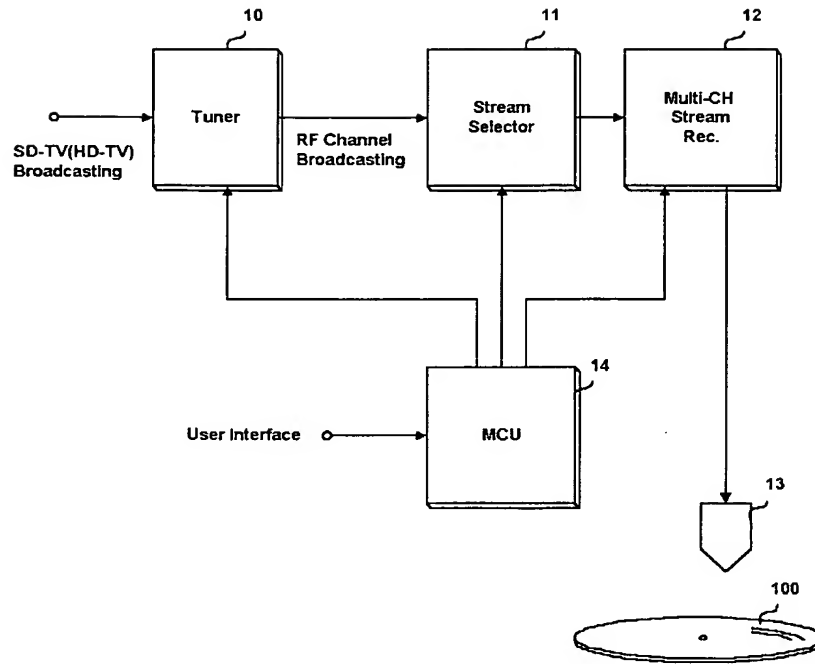 10
11
12
Tuner
Stream
Selector
Multi-CH
Stream
Rec.
SD-TV(HD-TV)
Broadcasting
RF Channel
Broadcasting
14
User Interface
MCU
13
100